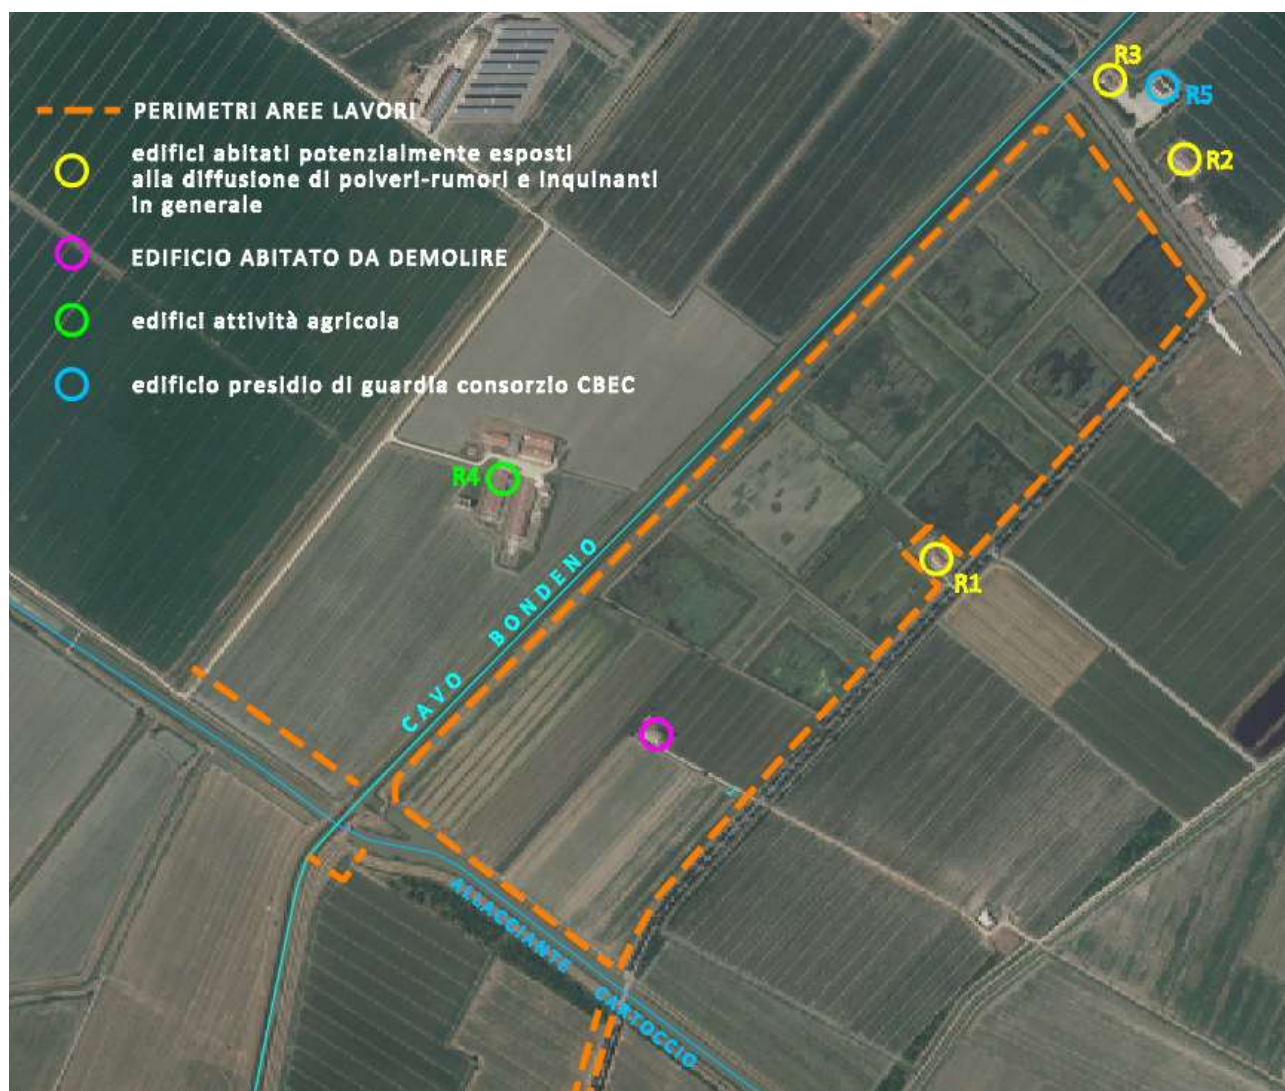 PERIMETRI AREE LAVORI
edifici abitati potenzialmente esposti
alla diffusione di polveri-rumori e inquinanti
in generale
EDIFICIO ABITATO DA DEMOLIRE
edifici attività agricola
edificio presidio di guardia consorzio CBEC
R3
R5
R2
R4
R1
CAVO BONDENO
ALLACCIANTE CARTOCCIO